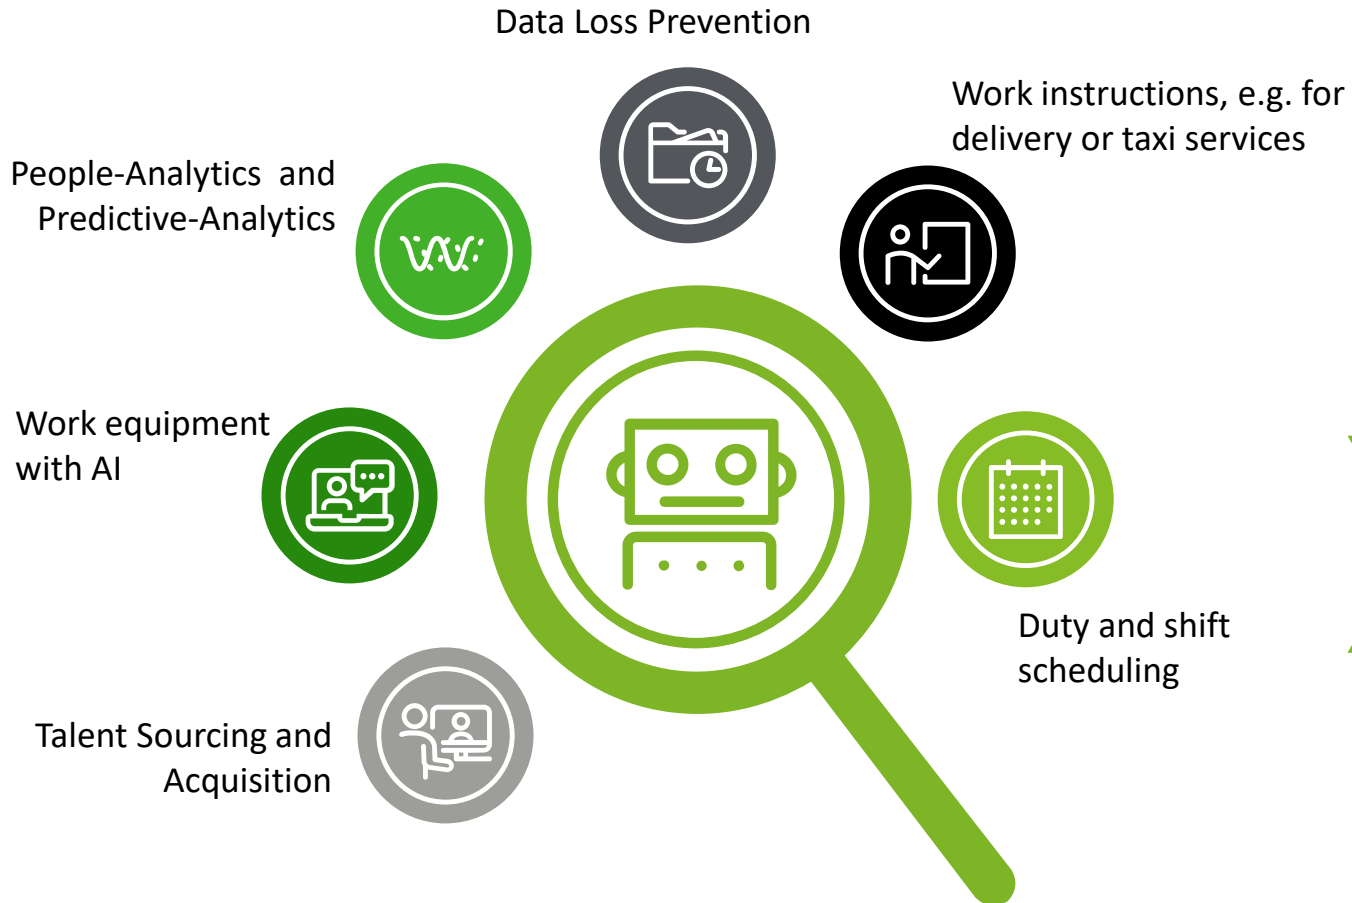 Data Loss Prevention
Work instructions, e.g. for
delivery or taxi services
People-Analytics and
Predictive-Analytics
Work equipment
with AI
Duty and shift
scheduling
Talent Sourcing and
Acquisition